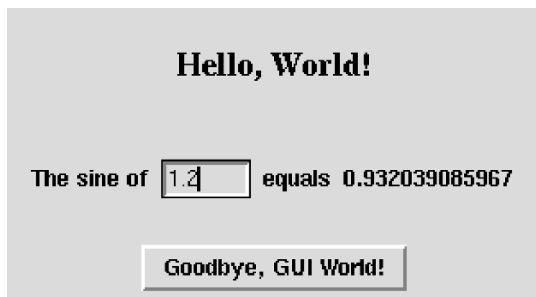 Hello, World!
The sine of 1.2 equals 0.932039085967
Goodbye, GUI World!